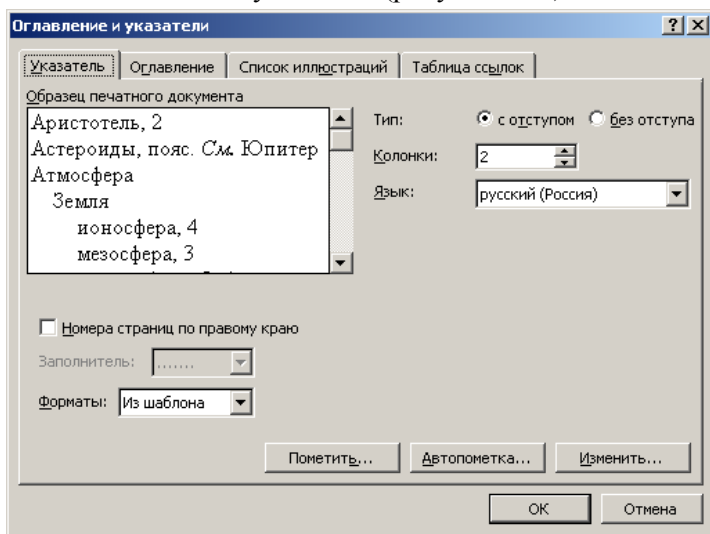 Оглавление и указатели
Указатель Оглавление Список иллюстраций Таблица ссылок
Образец печатного документа
Аристотель, 2
Астероиды, пояс. См. Юпитер
Атмосфера
Земля
ионосфера, 4
мезосфера, 3
Тип: с отступом без отступа
Колонки: 2
Язык: русский (Россия)
Номера страниц по правому краю
Заполнитель: .......
Форматы: Из шаблона
Пометить... Автопометка... Изменить...
ОК Отмена